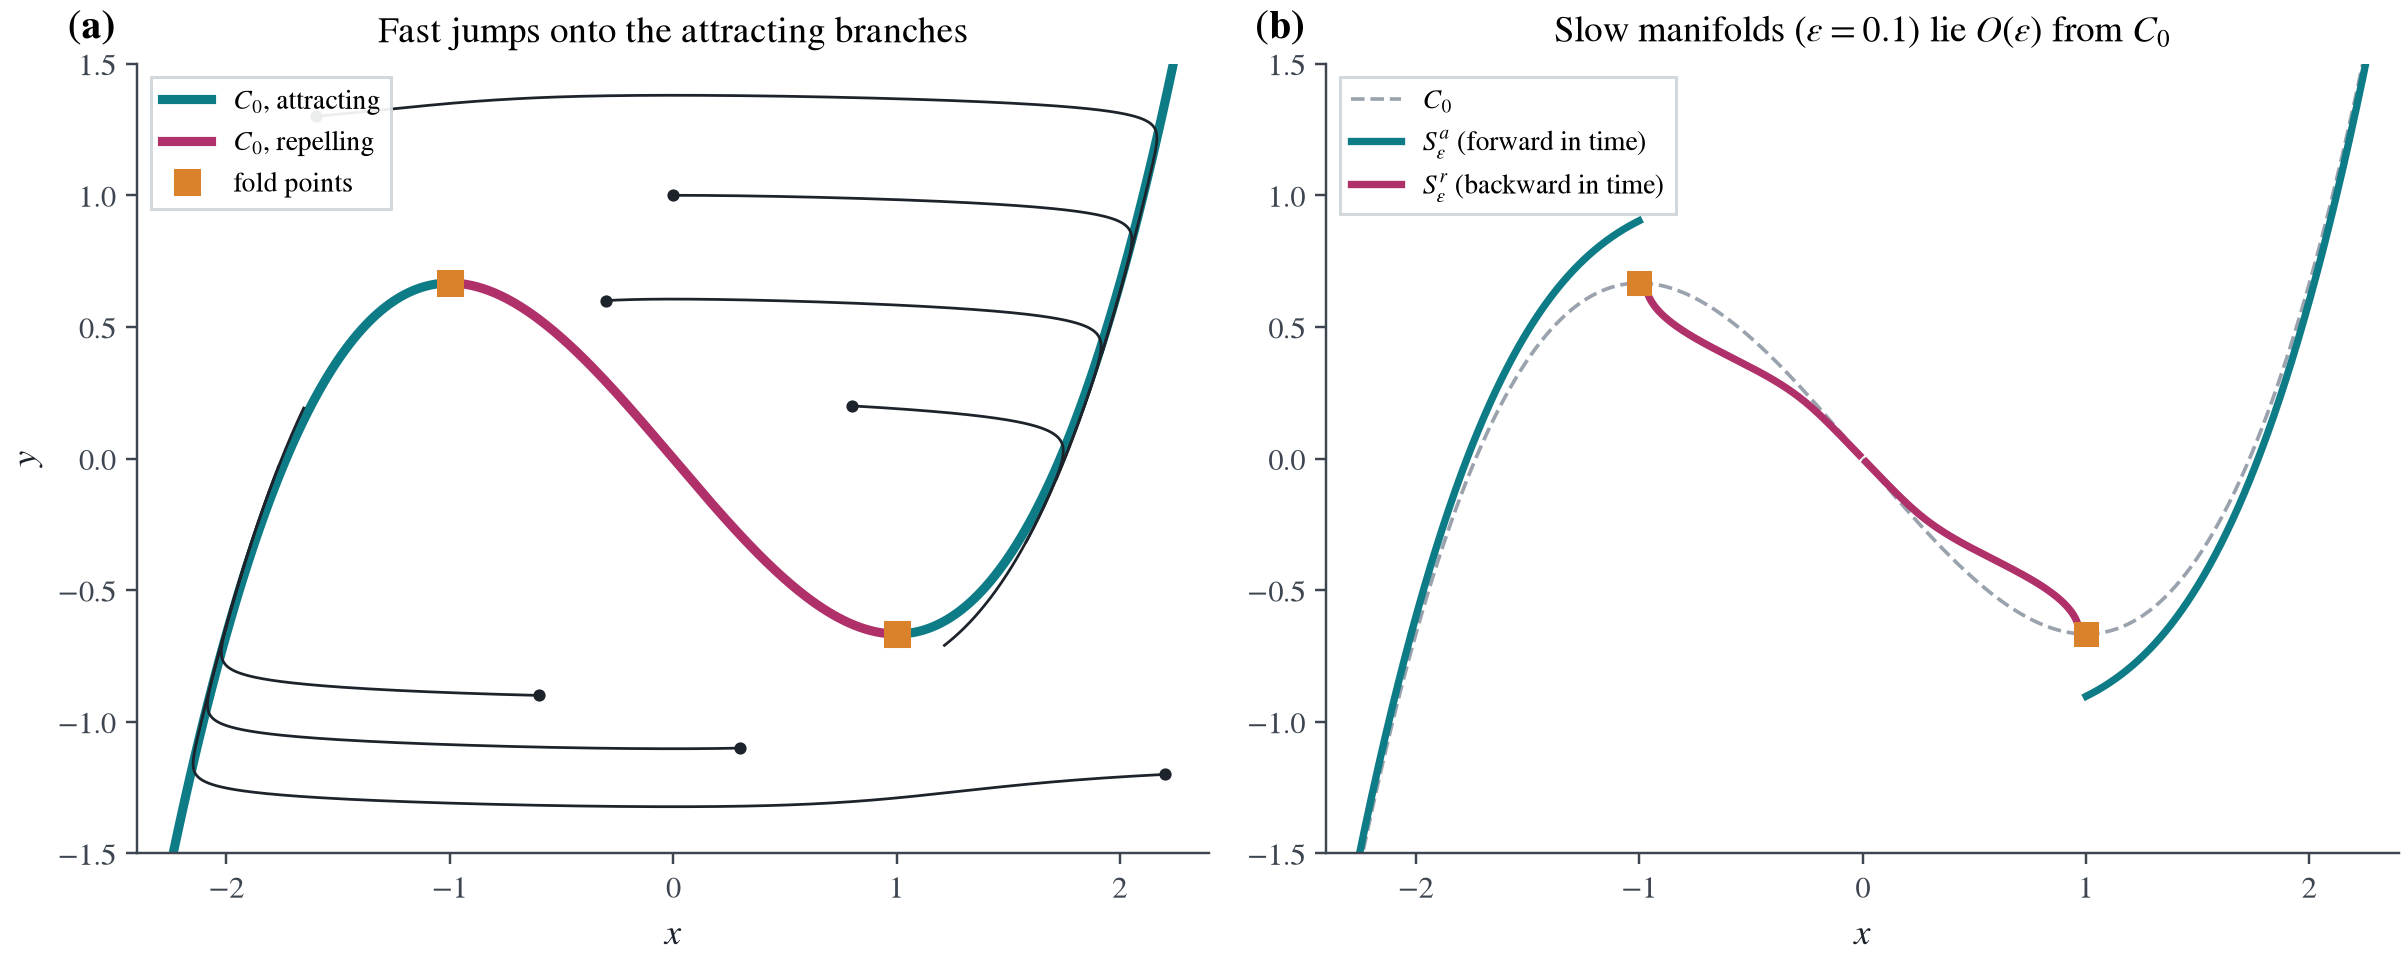 (a)
Fast jumps onto the attracting branches
C₀, attracting
C₀, repelling
fold points
1.5
1.0
0.5
0.0
−0.5
−1.0
−1.5
y
−2
−1
0
1
2
x
(b)
Slow manifolds (ε = 0.1) lie O(ε) from C₀
C₀
Sᵃ_ε (forward in time)
Sʳ_ε (backward in time)
1.5
1.0
0.5
0.0
−0.5
−1.0
−1.5
−2
−1
0
1
2
x